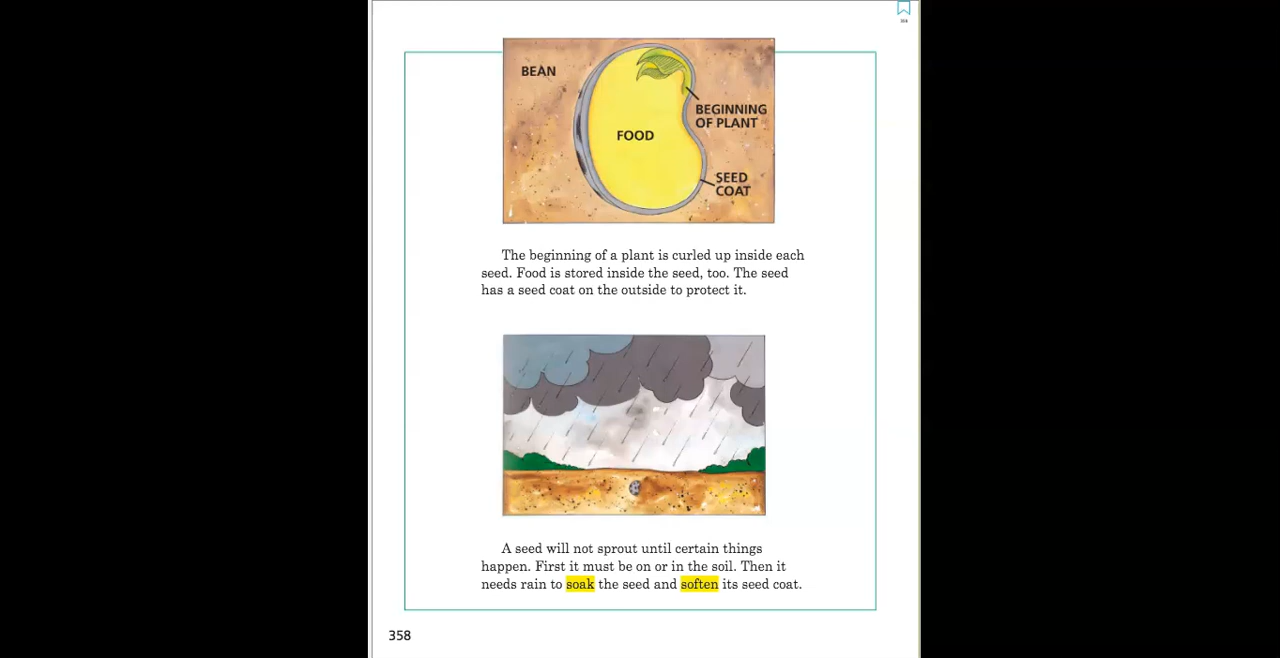 BEAN
BEGINNING
OF PLANT
FOOD
SEED
COAT
The beginning of a plant is curled up inside each
seed. Food is stored inside the seed, too. The seed
has a seed coat on the outside to protect it.
A seed will not sprout until certain things
happen. First it must be on or in the soil. Then it
needs rain to soak the seed and soften its seed coat.
358